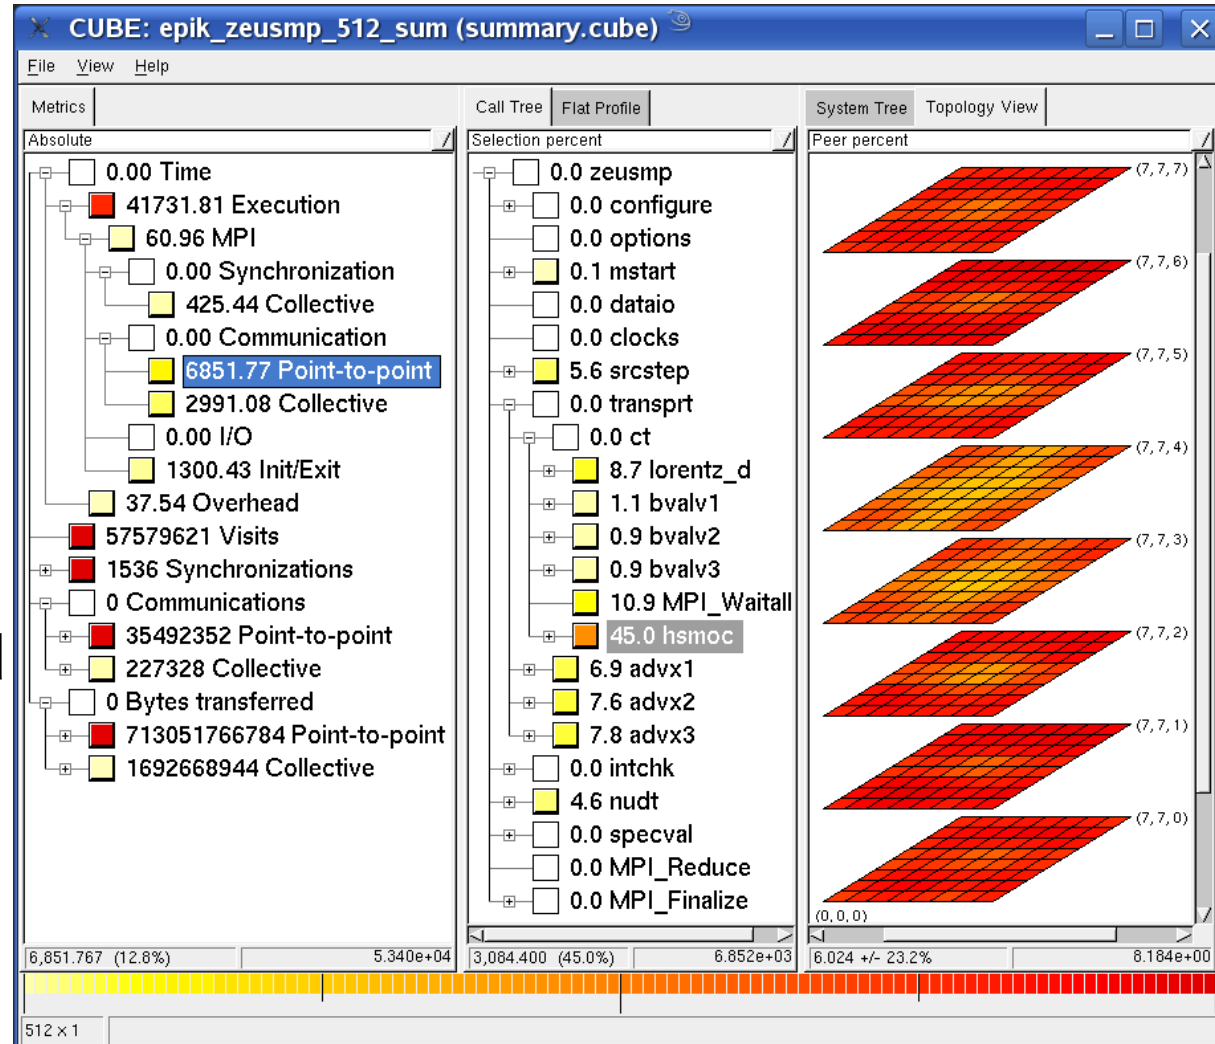 CUBE: epik_zeusmp_512_sum (summary.cube)
File View Help
Metrics
Absolute
0.00 Time
41731.81 Execution
60.96 MPI
0.00 Synchronization
425.44 Collective
0.00 Communication
6851.77 Point-to-point
2991.08 Collective
0.00 I/O
1300.43 Init/Exit
37.54 Overhead
57579621 Visits
1536 Synchronizations
0 Communications
35492352 Point-to-point
227328 Collective
0 Bytes transferred
713051766784 Point-to-point
1692668944 Collective
6,851.767 (12.8%) 5.340e+04
Call Tree Flat Profile
Selection percent
0.0 zeusmp
0.0 configure
0.0 options
0.1 mstart
0.0 dataio
0.0 clocks
5.6 srcstep
0.0 transprt
0.0 ct
8.7 lorentz_d
1.1 bvalv1
0.9 bvalv2
0.9 bvalv3
10.9 MPI_Waitall
45.0 hsmoc
6.9 advx1
7.6 advx2
7.8 advx3
0.0 intchk
4.6 nudt
0.0 specval
0.0 MPI_Reduce
0.0 MPI_Finalize
3,084.400 (45.0%) 6.852e+03
System Tree Topology View
Peer percent
(7, 7, 7)
(7, 7, 6)
(7, 7, 5)
(7, 7, 4)
(7, 7, 3)
(7, 7, 2)
(7, 7, 1)
(7, 7, 0)
(0, 0, 0)
6.024 +/- 23.2% 8.184e+00
512 x 1